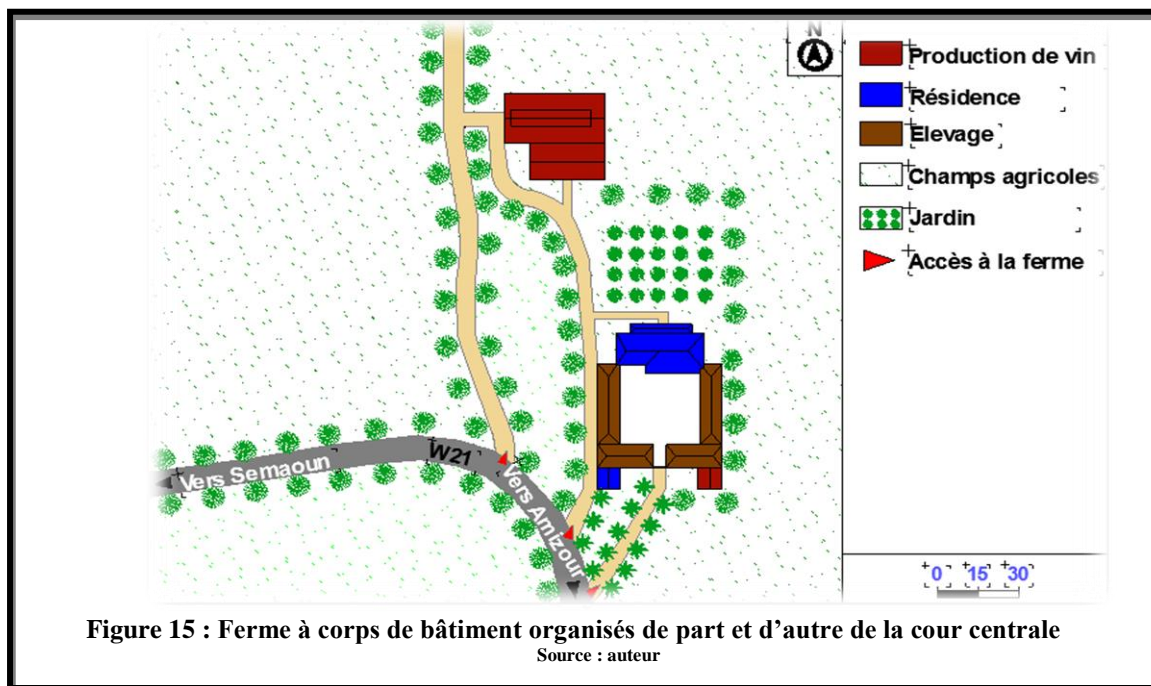 N
Production de vin
Résidence
Elevage
Champs agricoles
Jardin
Accès à la ferme
W21
Vers Semaoun
Vers Amizour
0 15 30
Figure 15 : Ferme à corps de bâtiment organisés de part et d’autre de la cour centrale
Source : auteur